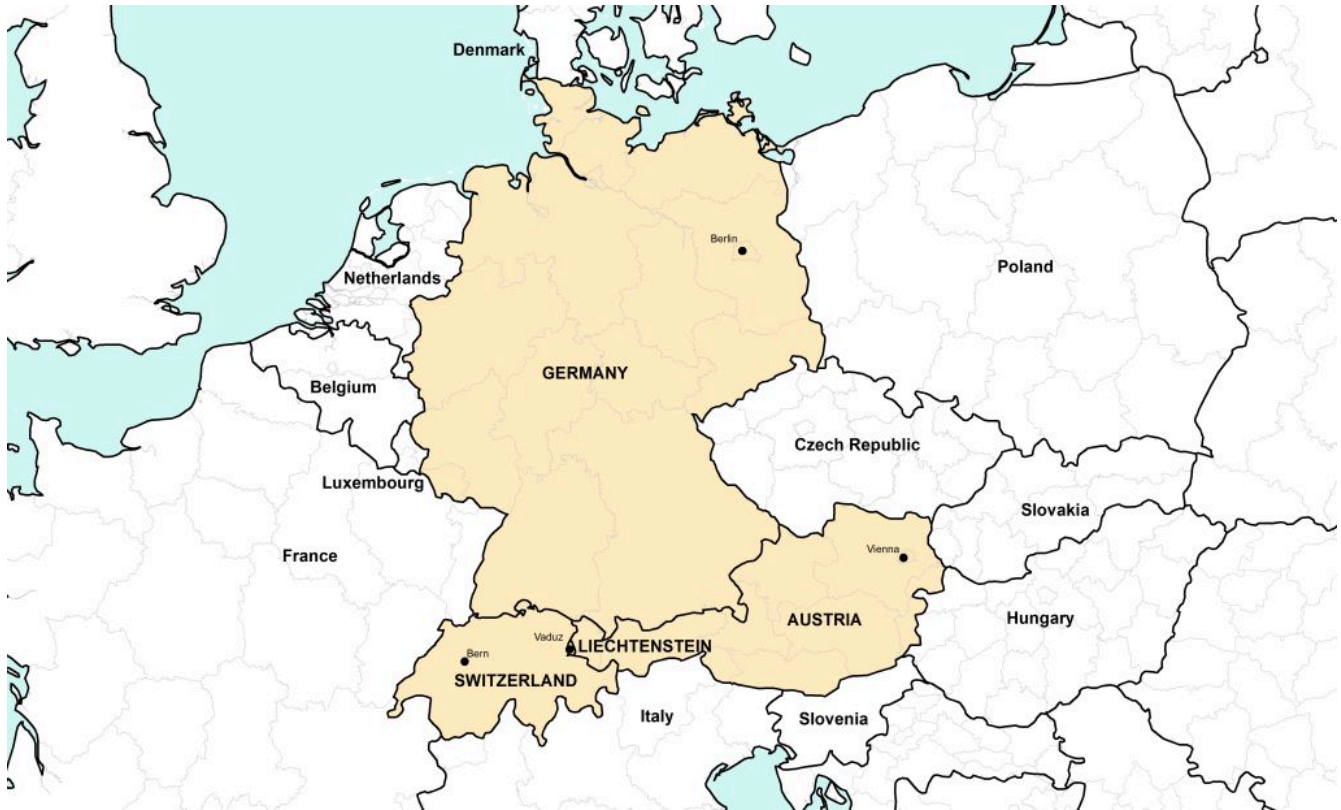 Denmark
Berlin
Poland
Netherlands
GERMANY
Belgium
Czech Republic
Luxembourg
Slovakia
France
Vienna
Hungary
AUSTRIA
Vaduz
LIECHTENSTEIN
Bern
SWITZERLAND
Italy
Slovenia